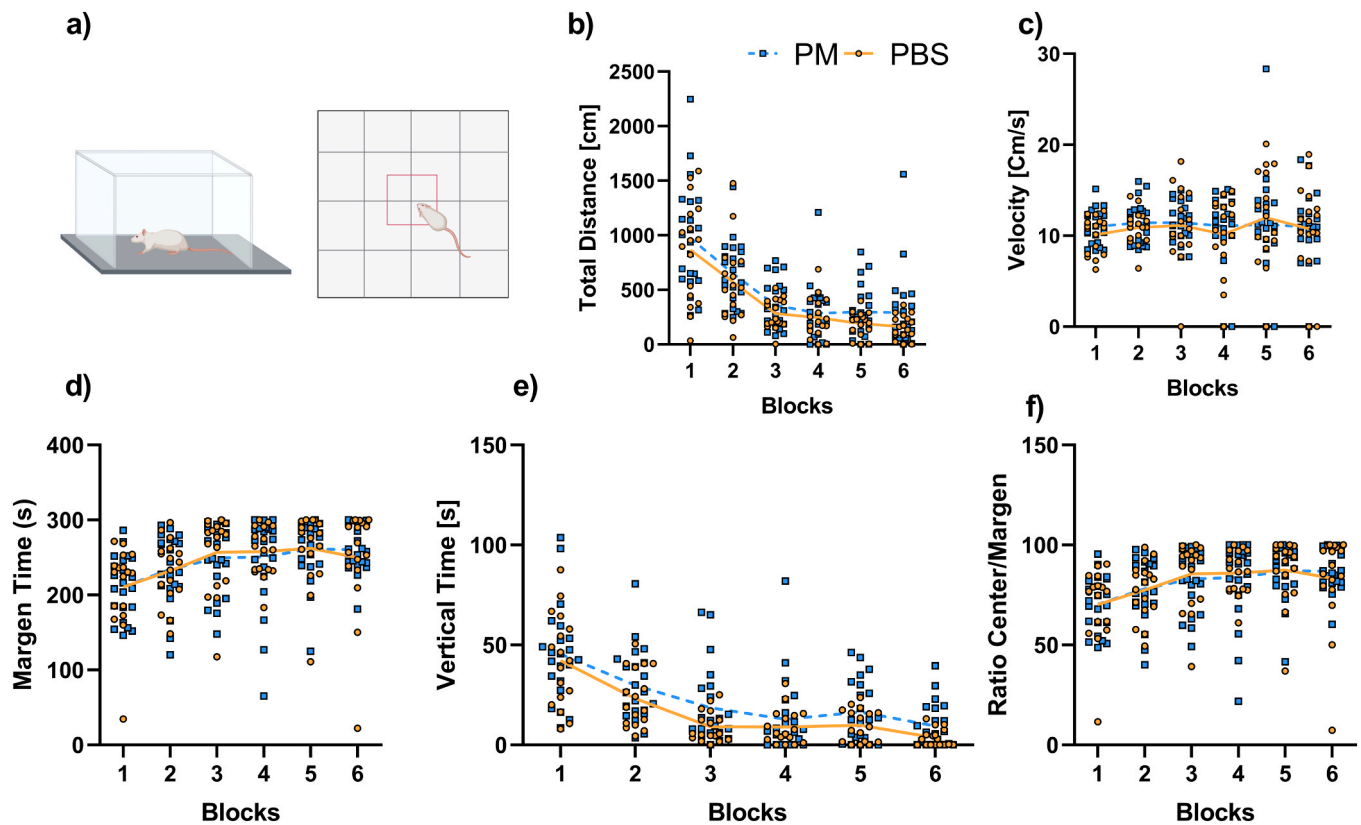 a)
b)
PM PBS
2500
2000
1500
1000
500
0
Total Distance [cm]
1 2 3 4 5 6
Blocks
c)
30
20
10
0
Velocity [Cm/s]
1 2 3 4 5 6
Blocks
d)
400
300
200
100
0
Margen Time (s)
1 2 3 4 5 6
Blocks
e)
150
100
50
0
Vertical Time [s]
1 2 3 4 5 6
Blocks
f)
150
100
50
0
Ratio Center/Margen
1 2 3 4 5 6
Blocks